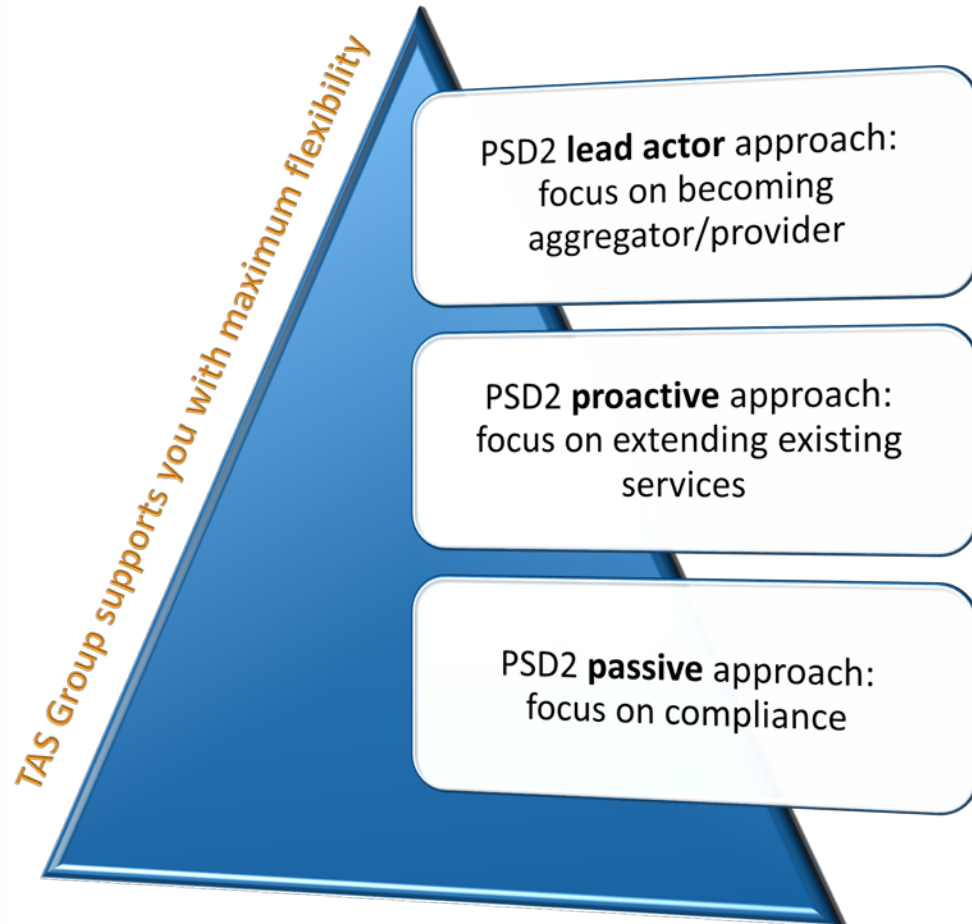 TAS Group supports you with maximum flexibility
PSD2 lead actor approach:
focus on becoming
aggregator/provider
PSD2 proactive approach:
focus on extending existing
services
PSD2 passive approach:
focus on compliance